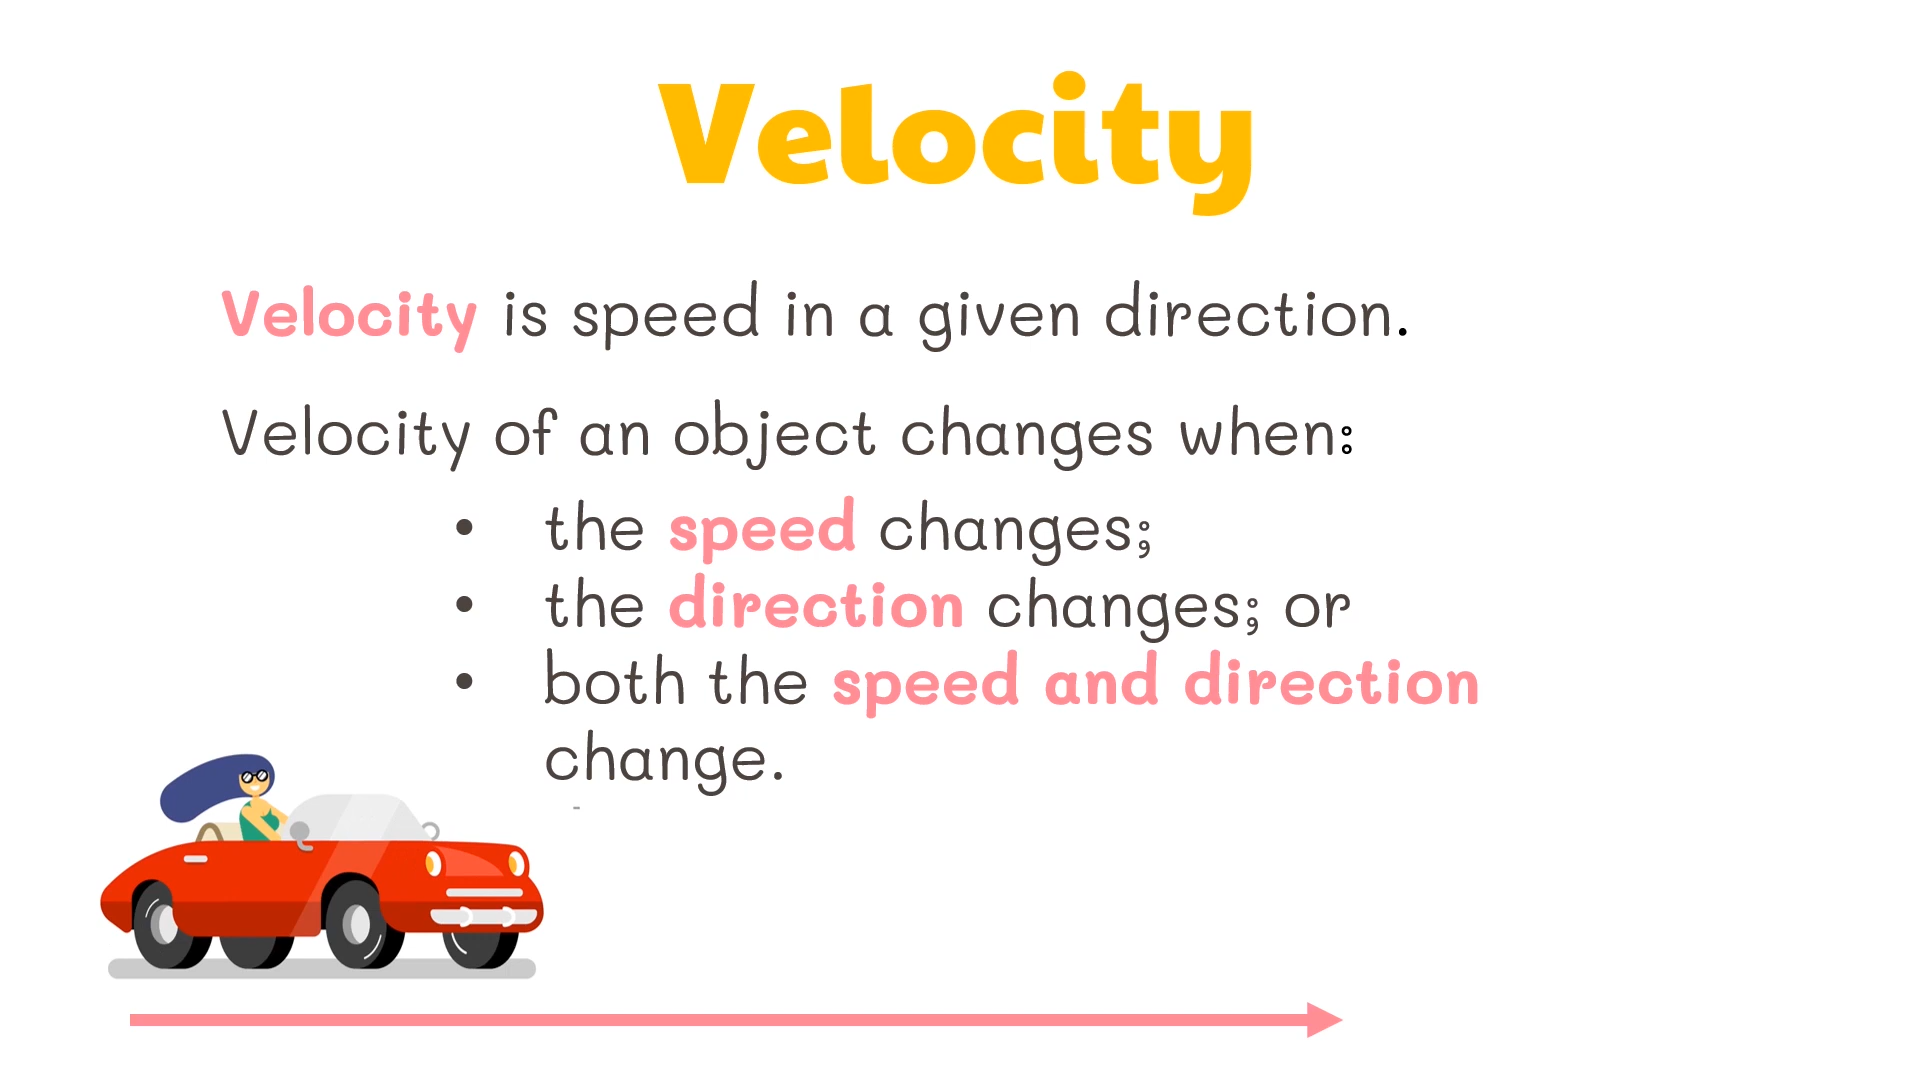 Velocity
Velocity is speed in a given direction.
Velocity of an object changes when:
• the speed changes;
• the direction changes; or
• both the speed and direction
change.